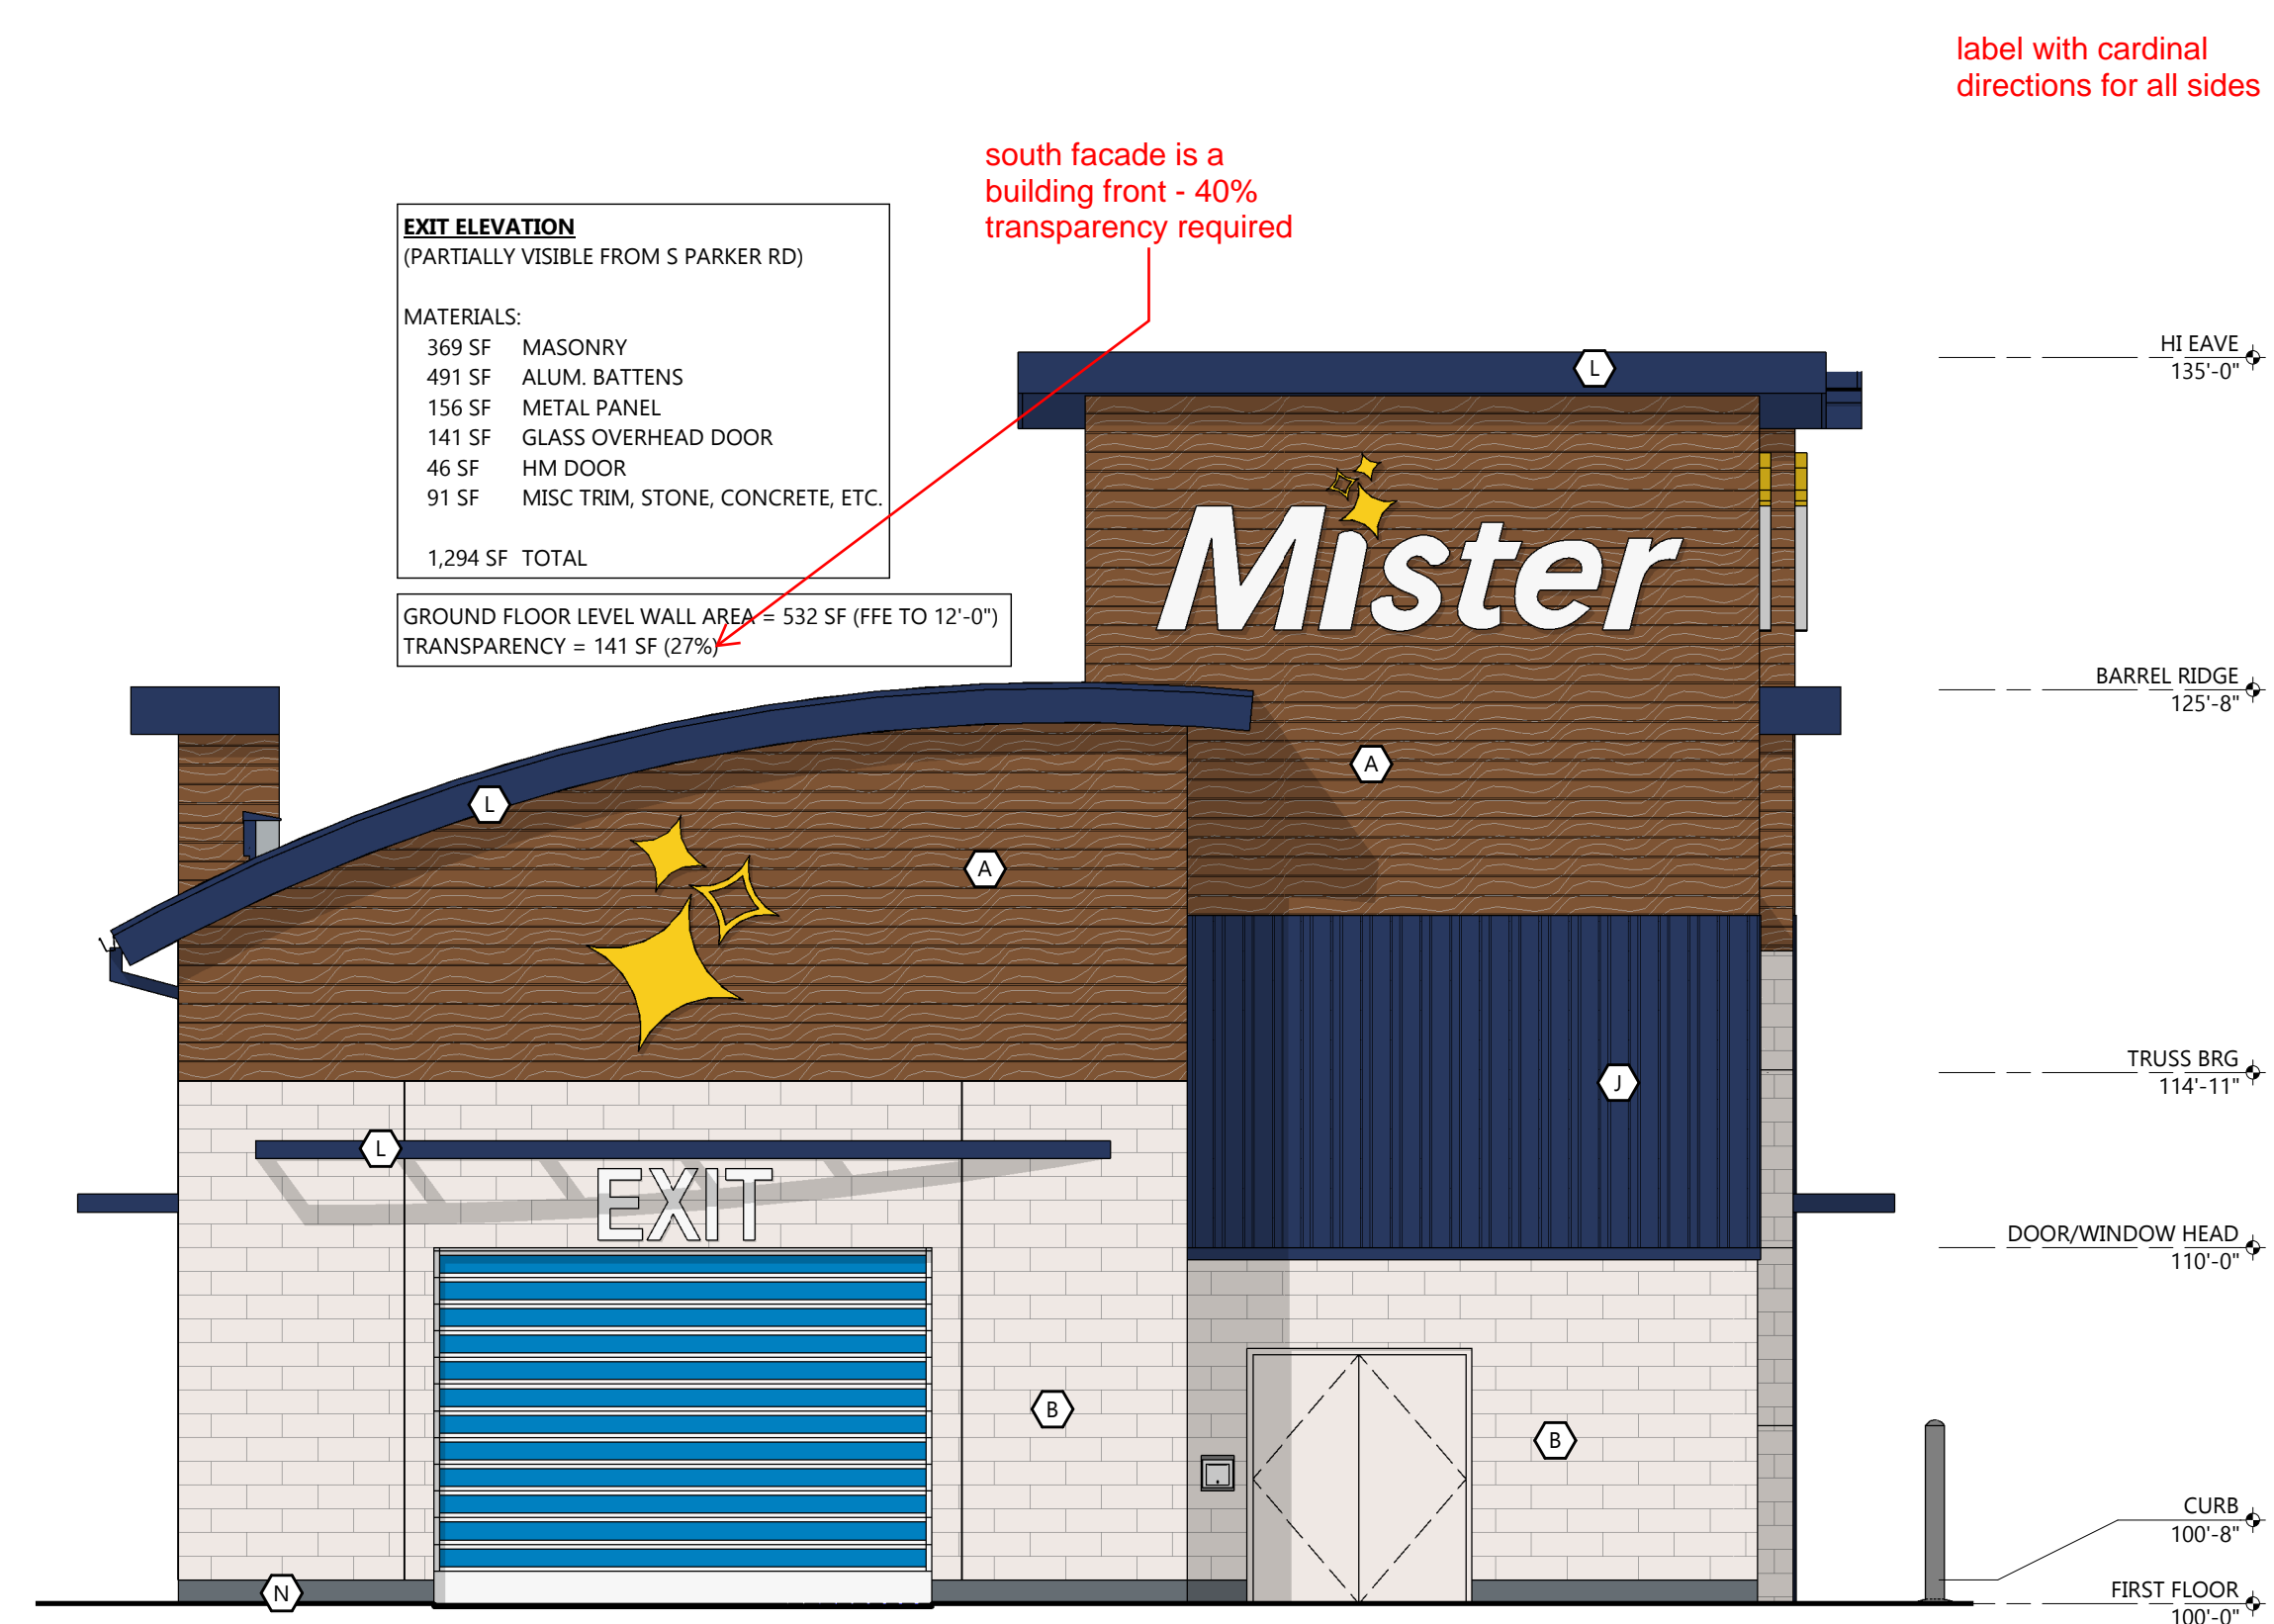 label with cardinal
directions for all sides
south facade is a
building front - 40%
transparency required
EXIT ELEVATION
(PARTIALLY VISIBLE FROM S PARKER RD)
MATERIALS:
369 SF MASONRY
491 SF ALUM. BATTENS
156 SF METAL PANEL
141 SF GLASS OVERHEAD DOOR
46 SF HM DOOR
91 SF MISC TRIM, STONE, CONCRETE, ETC.
1,294 SF TOTAL
GROUND FLOOR LEVEL WALL AREA = 532 SF (FFE TO 12'-0")
TRANSPARENCY = 141 SF (27%)
L
HI EAVE
135'-0"
Mister
BARREL RIDGE
125'-8"
A
L
A
J
TRUSS BRG
114'-11"
L
EXIT
DOOR/WINDOW HEAD
110'-0"
B
B
CURB
100'-8"
N
FIRST FLOOR
100'-0"